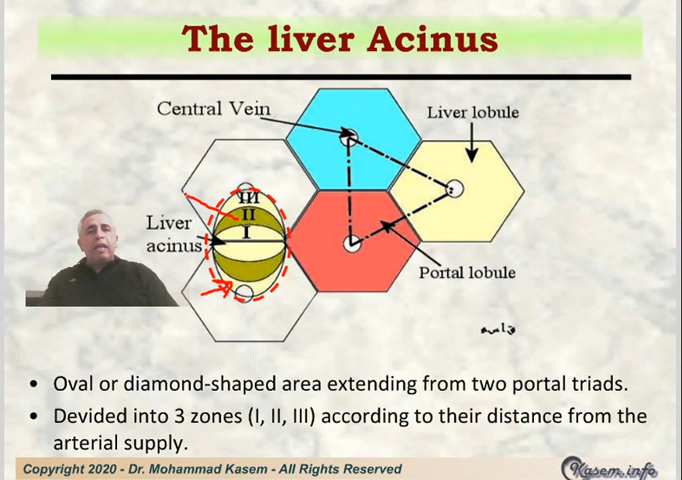 The liver Acinus
Central Vein
Liver lobule
III
II
I
Liver
acinus
Portal lobule
• Oval or diamond-shaped area extending from two portal triads.
• Devided into 3 zones (I, II, III) according to their distance from the
arterial supply.
Copyright 2020 - Dr. Mohammad Kasem - All Rights Reserved
Kasem.info